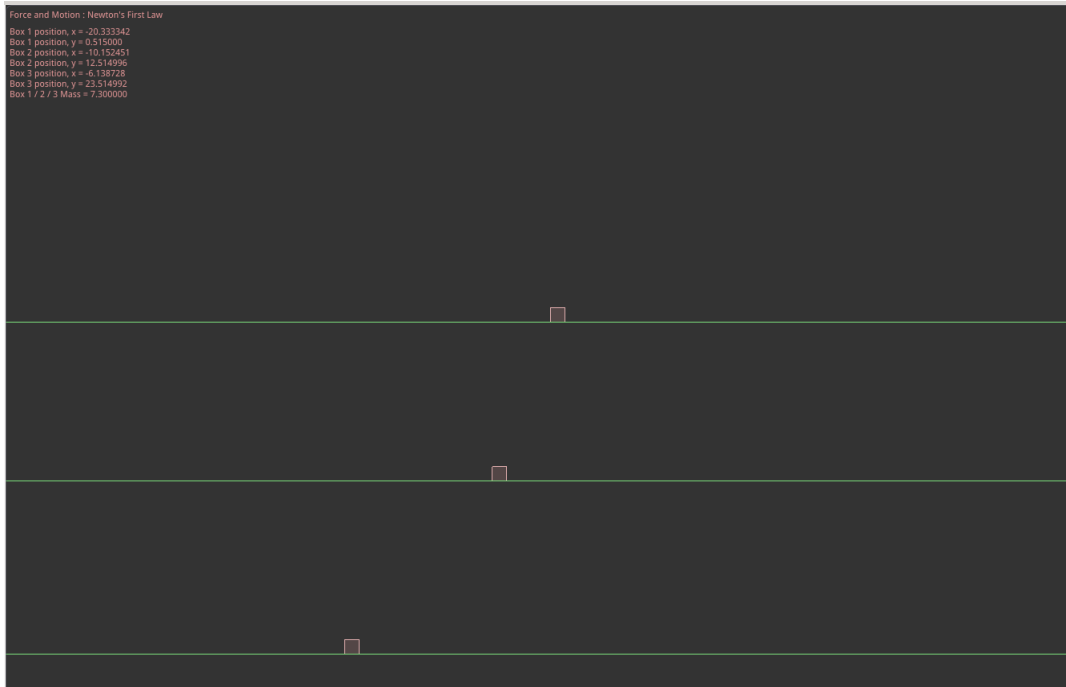 Force and Motion : Newton's First Law
Box 1 position, x = -20.333342
Box 1 position, y = 0.515000
Box 2 position, x = -10.152451
Box 2 position, y = 12.514996
Box 3 position, x = -6.138728
Box 3 position, y = 23.514992
Box 1 / 2 / 3 Mass = 7.300000